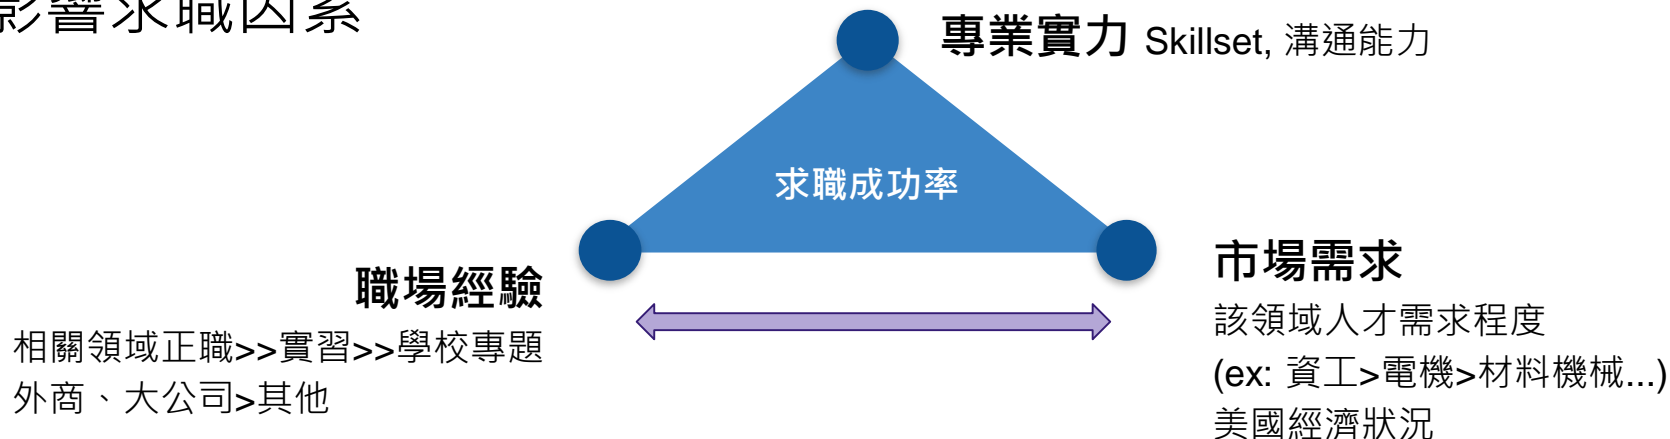 影響求職因素
專業實力 Skillset, 溝通能力
求職成功率
職場經驗
相關領域正職>>實習>>學校專題
外商、大公司>其他
市場需求
該領域人才需求程度
(ex: 資工>電機>材料機械...)
美國經濟狀況